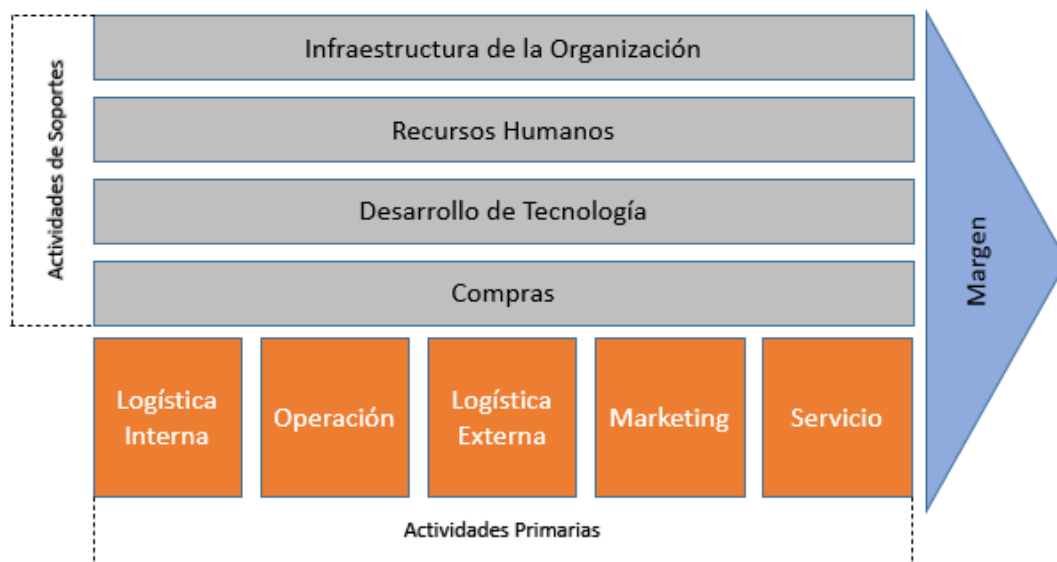 Actividades de Soportes
Infraestructura de la Organización
Recursos Humanos
Desarrollo de Tecnología
Compras
Margen
Logística
Interna
Operación
Logística
Externa
Marketing
Servicio
Actividades Primarias